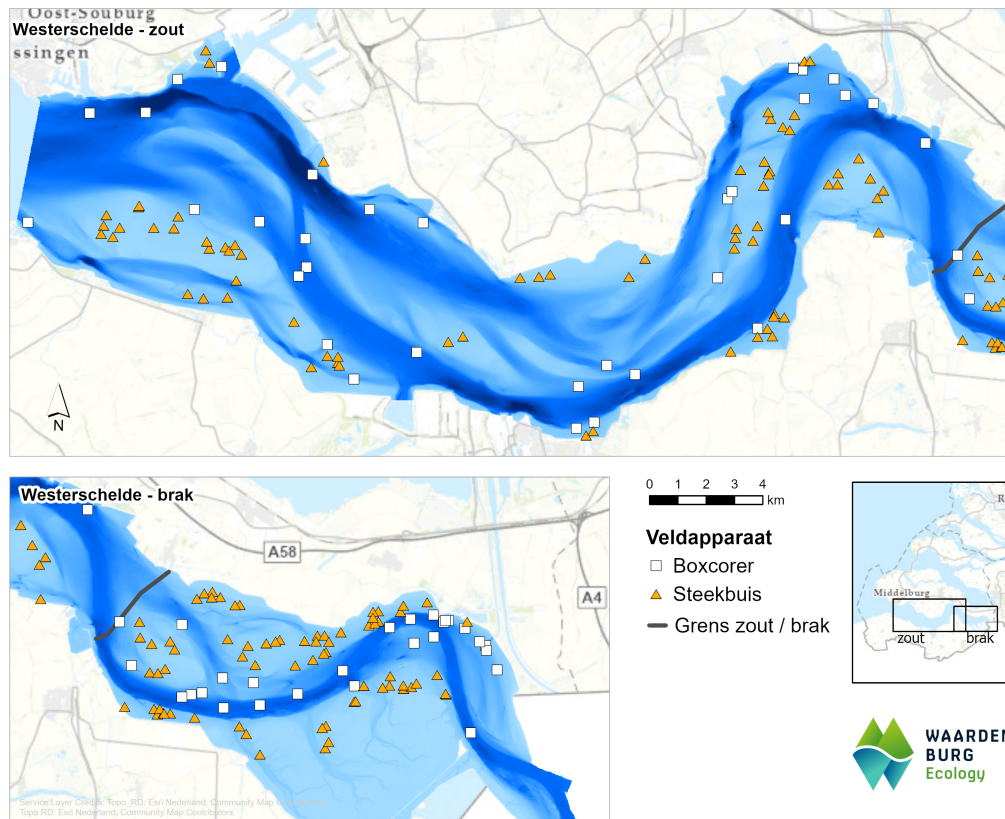 Oost-Souburg
Westerschelde - zout
ssingen
N
Westerschelde - brak
A58
A4
0 1 2 3 4
km
Veldapparaat
Boxcorer
Steekbuis
Grens zout / brak
R
Middelburg
zout
brak
WAARDEN
BURG
Ecology
Service Layer Credits: Topo_RD: Esri Nederland, Community Map
Topo RD: Esri Nederland, Community Map Contributors